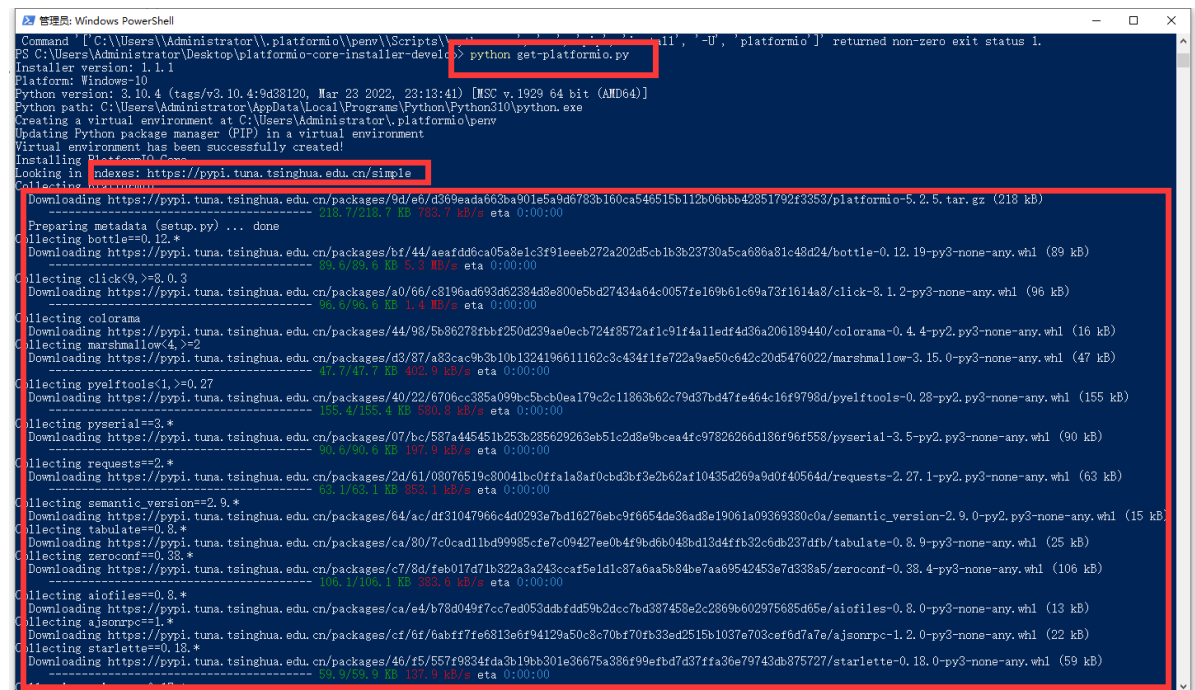 管理员: Windows PowerShell
Command '['C:\\Users\\Administrator\\.platformio\\penv\\Scripts\\ 'install', '-U', 'platformio']' returned non-zero exit status 1.
PS C:\Users\Administrator\Desktop\platformio-core-installer-develop> python get-platformio.py
Installer version: 1.1.1
Platform: Windows-10
Python version: 3.10.4 (tags/v3.10.4:9d38120, Mar 23 2022, 23:13:41) [MSC v.1929 64 bit (AMD64)]
Python path: C:\Users\Administrator\AppData\Local\Programs\Python\Python310\python.exe
Creating a virtual environment at C:\Users\Administrator\.platformio\penv
Updating Python package manager (PIP) in a virtual environment
Virtual environment has been successfully created!
Installing PlatformIO Core
Looking in indexes: https://pypi.tuna.tsinghua.edu.cn/simple
Collecting platformio
Downloading https://pypi.tuna.tsinghua.edu.cn/packages/9d/e6/d369eada663ba901e5a9d6783b160ca546515b112b06bbb42851792f3353/platformio-5.2.5.tar.gz (218 kB)
---------------------------------------- 218.7/218.7 KB 783.7 kB/s eta 0:00:00
Preparing metadata (setup.py) ... done
Collecting bottle==0.12.*
Downloading https://pypi.tuna.tsinghua.edu.cn/packages/bf/44/aeafdd6ca05a8e1c3f91eeeb272a202d5cb1b3b23730a5ca686a81c48d24/bottle-0.12.19-py3-none-any.whl (89 kB)
---------------------------------------- 89.6/89.6 KB 5.3 MB/s eta 0:00:00
Collecting click<9,>=8.0.3
Downloading https://pypi.tuna.tsinghua.edu.cn/packages/a0/66/c8196ad693d62384d8e800e5bd27434a64c0057fe169b61c69a73f1614a8/click-8.1.2-py3-none-any.whl (96 kB)
---------------------------------------- 96.6/96.6 KB 1.4 MB/s eta 0:00:00
Collecting colorama
Downloading https://pypi.tuna.tsinghua.edu.cn/packages/44/98/5b86278fbbf250d239ae0ecb724f8572af1c91f4a11edf4d36a206189440/colorama-0.4.4-py2.py3-none-any.whl (16 kB)
Collecting marshmallow<4,>=2
Downloading https://pypi.tuna.tsinghua.edu.cn/packages/d3/87/a83cac9b3b10b1324196611162c3c434f1fe722a9ae50c642c20d5476022/marshmallow-3.15.0-py3-none-any.whl (47 kB)
---------------------------------------- 47.7/47.7 KB 402.9 kB/s eta 0:00:00
Collecting pyelftools<1,>=0.27
Downloading https://pypi.tuna.tsinghua.edu.cn/packages/40/22/6706cc385a099bc5bcb0ea179c2c11863b62c79d37bd47fe464c16f9798d/pyelftools-0.28-py2.py3-none-any.whl (155 kB)
---------------------------------------- 155.4/155.4 KB 580.8 kB/s eta 0:00:00
Collecting pyserial==3.*
Downloading https://pypi.tuna.tsinghua.edu.cn/packages/07/bc/587a445451b253b285629263eb51c2d8e9bcea4fc97826266d186f96f558/pyserial-3.5-py2.py3-none-any.whl (90 kB)
---------------------------------------- 90.6/90.6 KB 197.9 kB/s eta 0:00:00
Collecting requests==2.*
Downloading https://pypi.tuna.tsinghua.edu.cn/packages/2d/61/08076519c80041bc0ffa1a8af0cbd3bf3e2b62af10435d269a9d0f40564d/requests-2.27.1-py2.py3-none-any.whl (63 kB)
---------------------------------------- 63.1/63.1 KB 853.1 kB/s eta 0:00:00
Collecting semantic_version==2.9.*
Downloading https://pypi.tuna.tsinghua.edu.cn/packages/64/ac/df31047966c4d0293e7bd16276ebc9f6654de36ad8e19061a09369380c0a/semantic_version-2.9.0-py2.py3-none-any.whl (15 kB)
Collecting tabulate==0.8.*
Downloading https://pypi.tuna.tsinghua.edu.cn/packages/ca/80/7c0cad11bd99985cfe7c09427ee0b4f9bd6b048bd13d4ffb32c6db237dfb/tabulate-0.8.9-py3-none-any.whl (25 kB)
Collecting zeroconf==0.38.*
Downloading https://pypi.tuna.tsinghua.edu.cn/packages/c7/8d/feb017d71b322a3a243ccaf5e1d1c87a6aa5b84be7aa69542453e7d338a5/zeroconf-0.38.4-py3-none-any.whl (106 kB)
---------------------------------------- 106.1/106.1 KB 383.6 kB/s eta 0:00:00
Collecting aiofiles==0.8.*
Downloading https://pypi.tuna.tsinghua.edu.cn/packages/ca/e4/b78d049f7cc7ed053ddbfdd59b2dcc7bd387458e2c2869b602975685d65e/aiofiles-0.8.0-py3-none-any.whl (13 kB)
Collecting ajsonrpc==1.*
Downloading https://pypi.tuna.tsinghua.edu.cn/packages/cf/6f/6abff7fe6813e6f94129a50c8c70bf70fb33ed2515b1037e703cef6d7a7e/ajsonrpc-1.2.0-py3-none-any.whl (22 kB)
Collecting starlette==0.18.*
Downloading https://pypi.tuna.tsinghua.edu.cn/packages/46/f5/557f9834fda3b19bb301e36675a386f99efbd7d37ffa36e79743db875727/starlette-0.18.0-py3-none-any.whl (59 kB)
---------------------------------------- 59.9/59.9 KB 137.9 kB/s eta 0:00:00